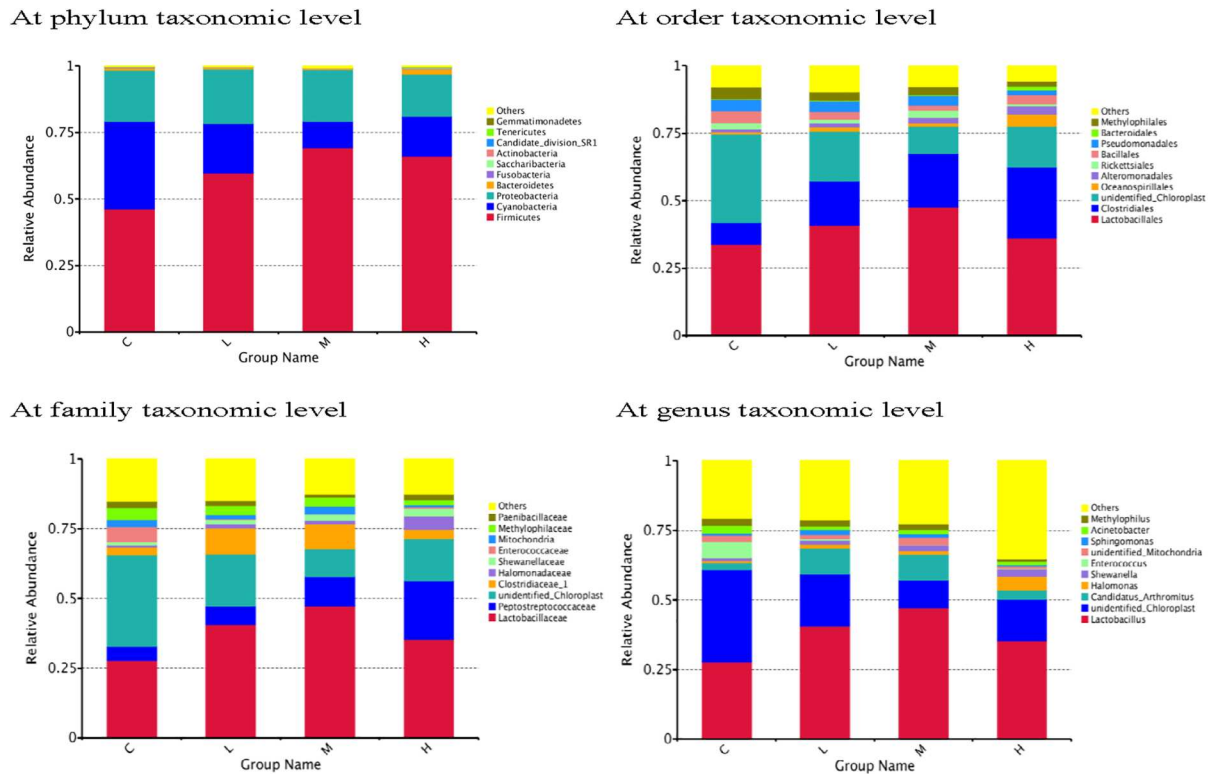 At phylum taxonomic level
Relative Abundance
1
0.75
0.5
0.25
0
C
L
M
H
Group Name
Others
Gemmatimonadetes
Tenericutes
Candidate_division_SR1
Actinobacteria
Saccharibacteria
Fusobacteria
Bacteroidetes
Proteobacteria
Cyanobacteria
Firmicutes
At order taxonomic level
Relative Abundance
1
0.75
0.5
0.25
0
C
L
M
H
Group Name
Others
Methylophilales
Bacteroidales
Pseudomonadales
Bacillales
Rickettsiales
Alteromonadales
Oceanospirillales
unidentified_Chloroplast
Clostridiales
Lactobacillales
At family taxonomic level
Relative Abundance
1
0.75
0.5
0.25
0
C
L
M
H
Group Name
Others
Paenibacillaceae
Methylophilaceae
Mitochondria
Enterococcaceae
Shewanellaceae
Halomonadaceae
Clostridiaceae_1
unidentified_Chloroplast
Peptostreptococcaceae
Lactobacillaceae
At genus taxonomic level
Relative Abundance
1
0.75
0.5
0.25
0
C
L
M
H
Group Name
Others
Methylophilus
Acinetobacter
Sphingomonas
unidentified_Mitochondria
Enterococcus
Shewanella
Halomonas
Candidatus_Arthromitus
unidentified_Chloroplast
Lactobacillus